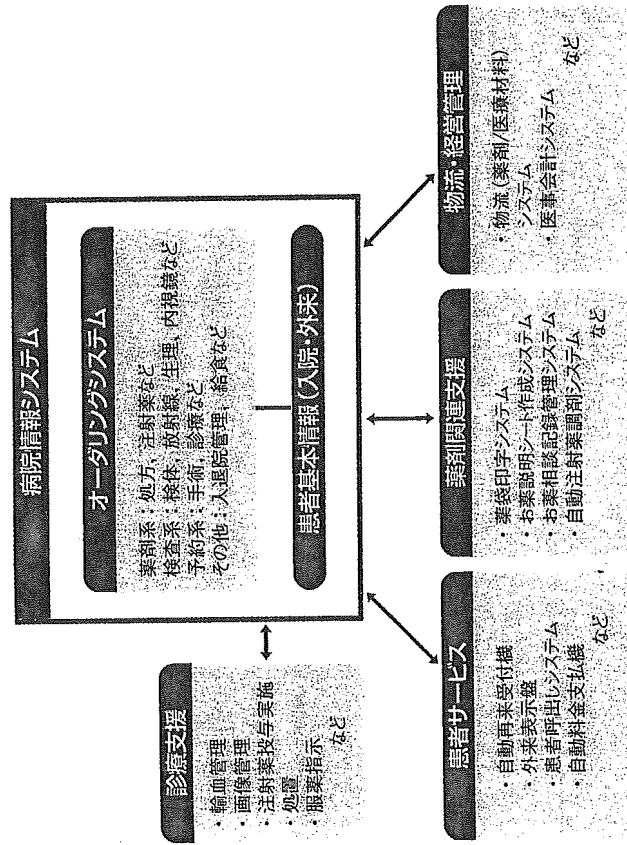 病院情報システム
オーダリングシステム
薬剤系：処方，注射薬など
検査系：検体，放射線，生理，内視鏡など
予約系：手術，診療など
その他：入退院管理，給食など
患者基本情報（入院・外来）
診療支援
・輸血管理
・画像管理
・注射薬投与実施
・処置
・服薬指示
など
患者サービス
・自動再来受付機
・外来表示盤
・患者呼出しシステム
・自動料金支払機
など
薬剤関連支援
・薬袋印字システム
・お薬説明シート作成システム
・お薬相談記録管理システム
・自動注射薬調剤システム
など
物流・経営管理
・物流（薬剤/医療材料）
システム
・医事会計システム
など